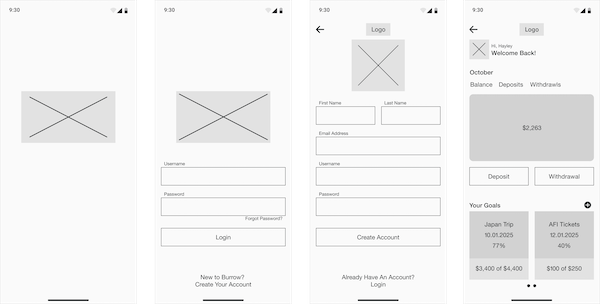 9:30
9:30
Username
Password
Forgot Password?
Login
New to Burrow?
Create Your Account
9:30
Logo
First Name
Last Name
Email Address
Username
Password
Create Account
Already Have An Account?
Login
9:30
Logo
Hi, Hayley
Welcome Back!
October
Balance Deposits Withdrawls
$2,263
Deposit
Withdrawal
Your Goals
Japan Trip
10.01.2025
77%
$3,400 of $4,400
AFI Tickets
12.01.2025
40%
$100 of $250